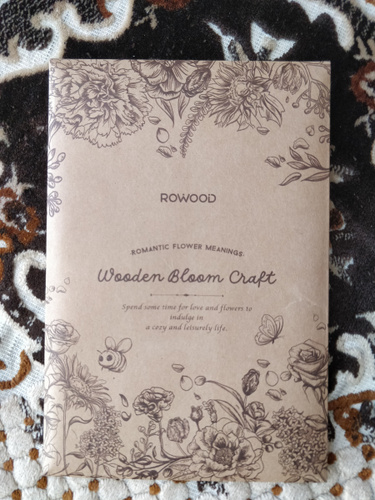 ROWOOD
ROMANTIC FLOWER MEANINGS.
Wooden Bloom Craft
Spend some time for love and flowers to
indulge in
a cozy and leisurely life.